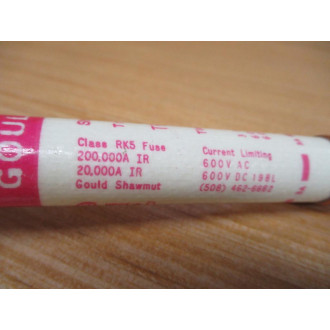 GOUL
Class RK5 Fuse
200,000A IR
20,000A IR
Gould Shawmut
Current Limiting
600V AC
600V DC
(508) 462-6662